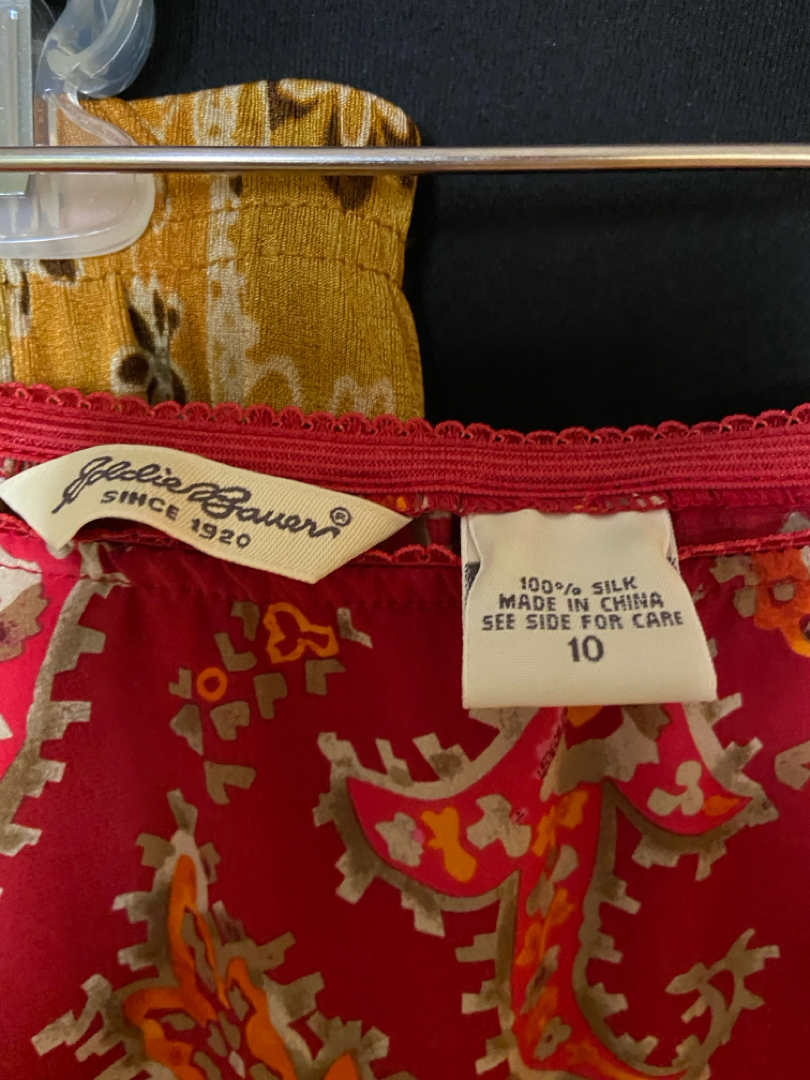 Eddie Bauer®
SINCE 1920
100% SILK
MADE IN CHINA
SEE SIDE FOR CARE
10